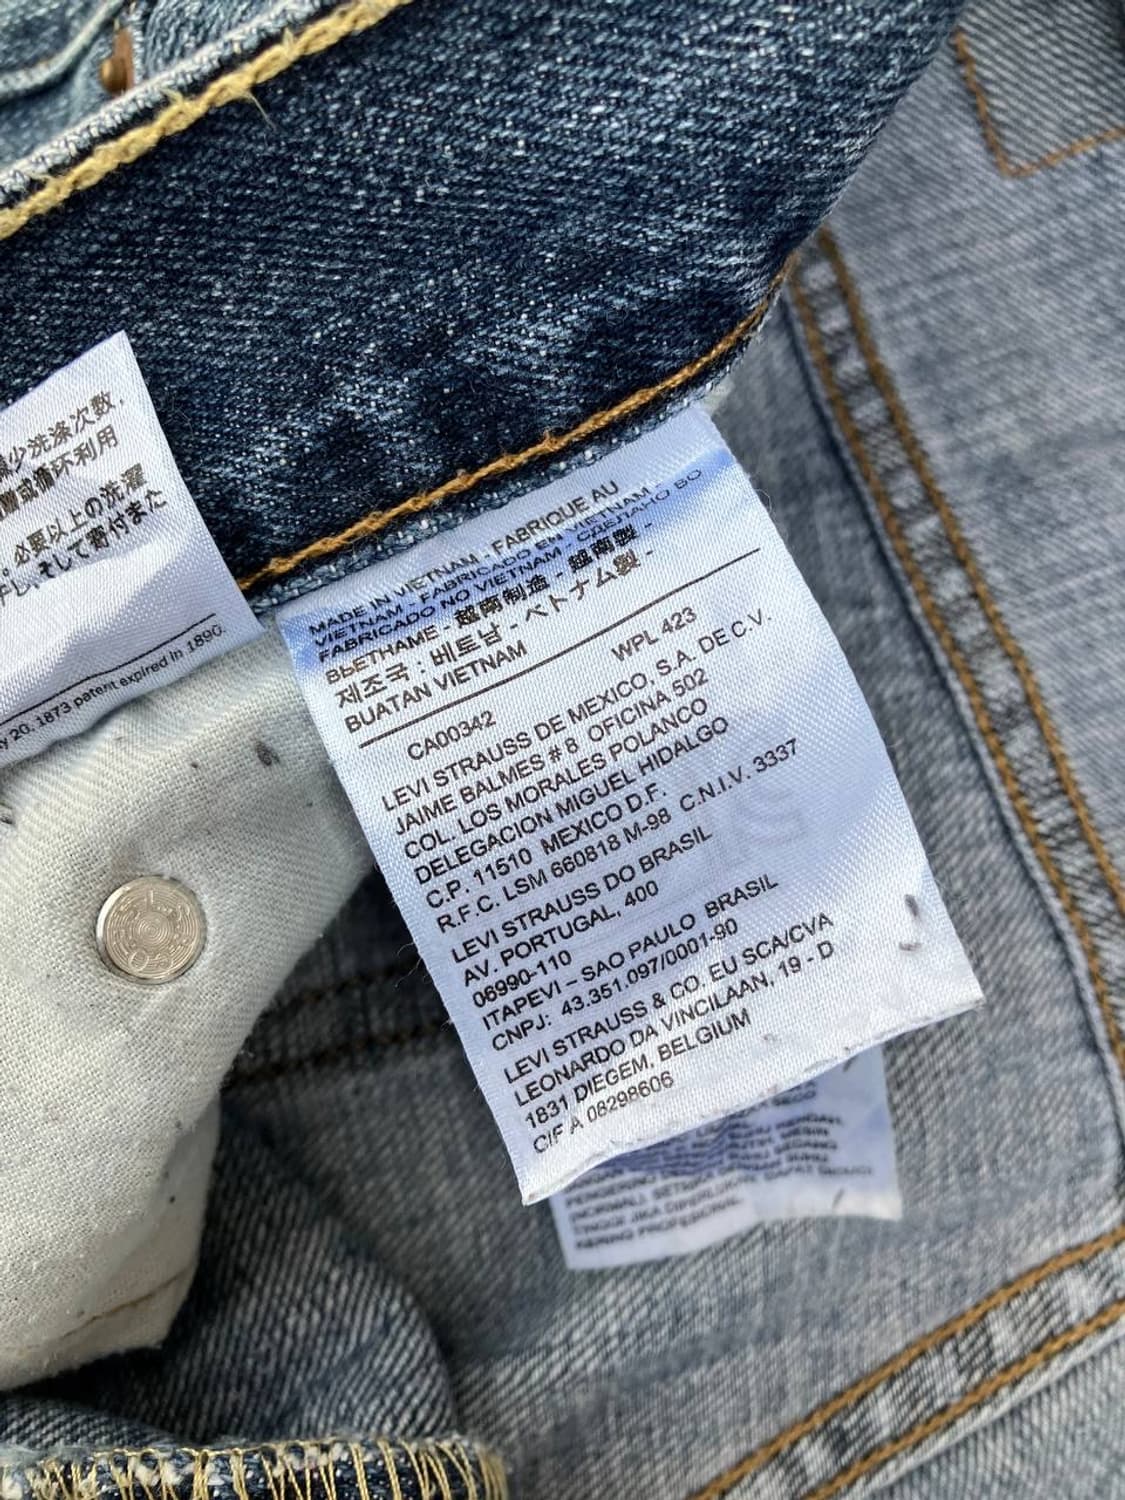 少洗涤次数,
或循环利用
。必要以上の洗濯
干し、そして寄付また
y 20, 1873 patent expired in 1890.
MADE IN VIETNAM - FABRIQUE AU
VIETNAM - FABRICADO EM VIETNAM -
FABRICADO NO VIETNAM - СДЕЛАНО ВО
ВЬЕТНАМЕ - 越南制造 - 越南製 -
제조국 : 베트남 - ベトナム製 -
BUATAN VIETNAM
WPL 423
CA00342
LEVI STRAUSS DE MEXICO, S.A. DE C.V.
JAIME BALMES # 8 OFICINA 502
COL. LOS MORALES POLANCO
DELEGACION MIGUEL HIDALGO
C.P. 11510 MEXICO D.F.
R.F.C. LSM 660818 M-98 C.N.I.V. 3337
LEVI STRAUSS DO BRASIL
AV. PORTUGAL, 400
06990-110
ITAPEVI – SAO PAULO BRASIL
CNPJ: 43.351.097/0001-90
LEVI STRAUSS & CO. EU SCA/CVA
LEONARDO DA VINCILAAN, 19 - D
1831 DIEGEM, BELGIUM
CIF A 08298606